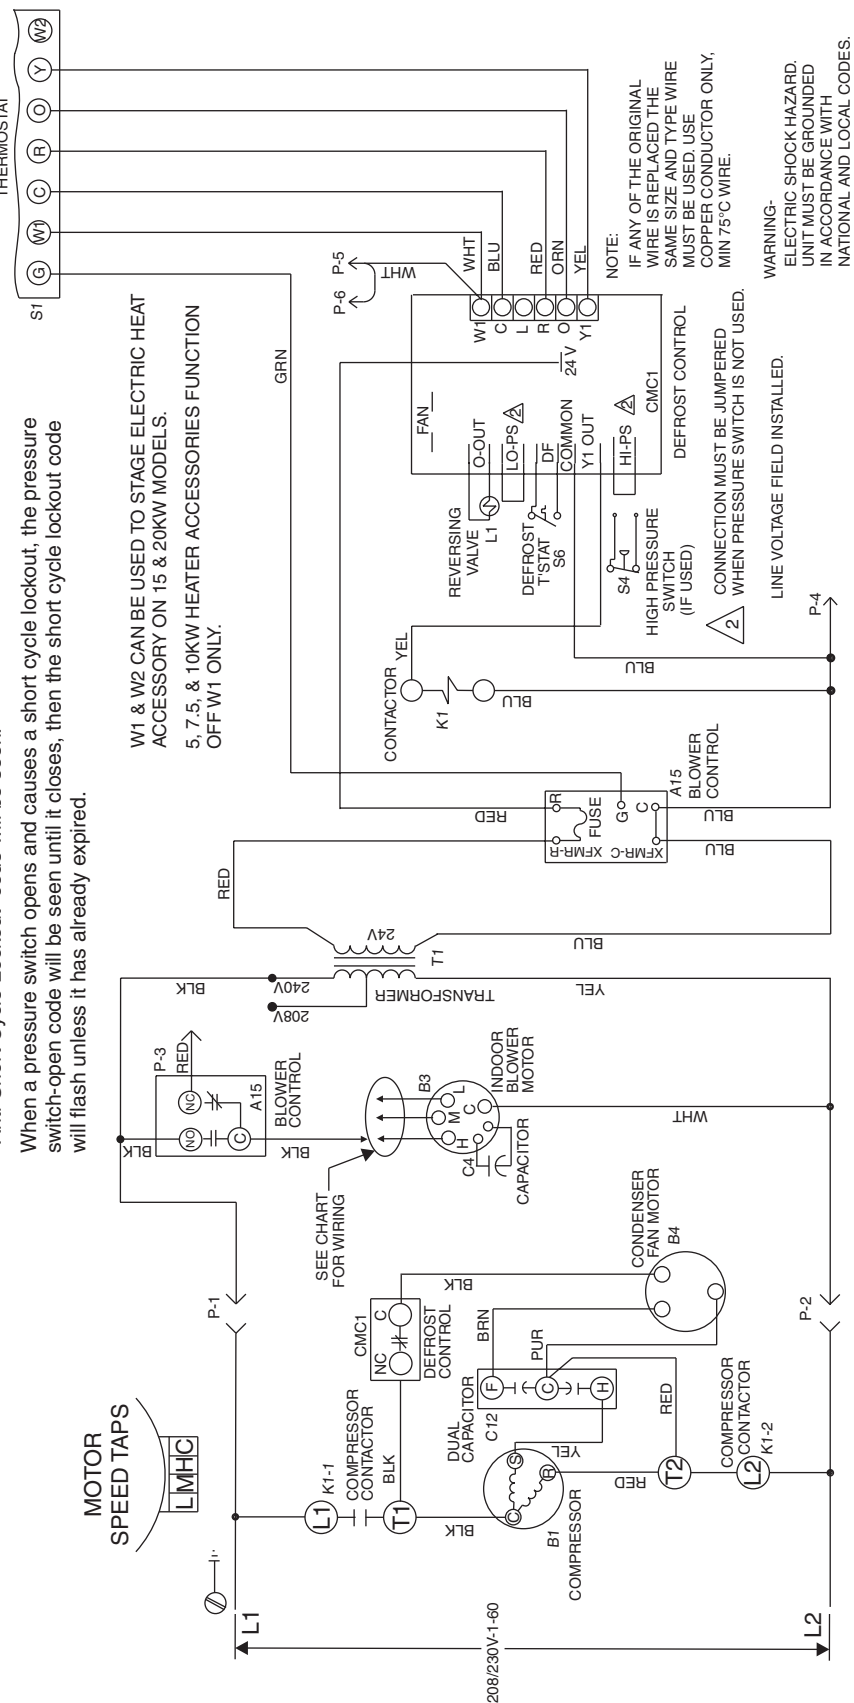 When a pressure switch opens and causes a short cycle lockout, the pressure
switch-open code will be seen until it closes, then the short cycle lockout code
will flash unless it has already expired.
MOTOR
SPEED TAPS
L M H C
W1 & W2 CAN BE USED TO STAGE ELECTRIC HEAT
ACCESSORY ON 15 & 20KW MODELS.
5, 7.5, & 10KW HEATER ACCESSORIES FUNCTION
OFF W1 ONLY.
THERMOSTAT
S1
G
W1
C
R
O
Y
W2
GRN
L1
L2
208/230V-1-60
P-1
P-2
L1
K1-1
COMPRESSOR
CONTACTOR
T1
BLK
BLK
CMC1
NC
C
DEFROST
CONTROL
BLK
DUAL
CAPACITOR
C12
F
C
H
BRN
PUR
YEL
RED
CONDENSER
FAN MOTOR
B4
C
S
R
B1
COMPRESSOR
RED
T2
COMPRESSOR
CONTACTOR
L2
K1-2
BLK
P-3
RED
NO
NC
C
A15
BLOWER
CONTROL
BLK
SEE CHART
FOR WIRING
B3
H
M
L
C
C4
CAPACITOR
INDOOR
BLOWER
MOTOR
WHT
BLK
208V
240V
TRANSFORMER
24V
T1
YEL
RED
BLU
XFMR-R
XFMR-C
FUSE
R
G
C
A15
BLOWER
CONTROL
RED
BLU
BLU
CONTACTOR
YEL
K1
BLU
BLU
P-4
REVERSING
VALVE
L1
DEFROST
T'STAT
S6
S4
HIGH PRESSURE
SWITCH
(IF USED)
FAN
O-OUT
LO-PS 2
DF
COMMON
Y1 OUT
HI-PS 2
24 V
W1
C
L
R
O
Y1
CMC1
DEFROST CONTROL
P-6
P-5
WHT
WHT
BLU
RED
ORN
YEL
2
CONNECTION MUST BE JUMPERED
WHEN PRESSURE SWITCH IS NOT USED.
LINE VOLTAGE FIELD INSTALLED.
NOTE:
IF ANY OF THE ORIGINAL
WIRE IS REPLACED THE
SAME SIZE AND TYPE WIRE
MUST BE USED. USE
COPPER CONDUCTOR ONLY,
MIN 75°C WIRE.
WARNING-
ELECTRIC SHOCK HAZARD.
UNIT MUST BE GROUNDED
IN ACCORDANCE WITH
NATIONAL AND LOCAL CODES.